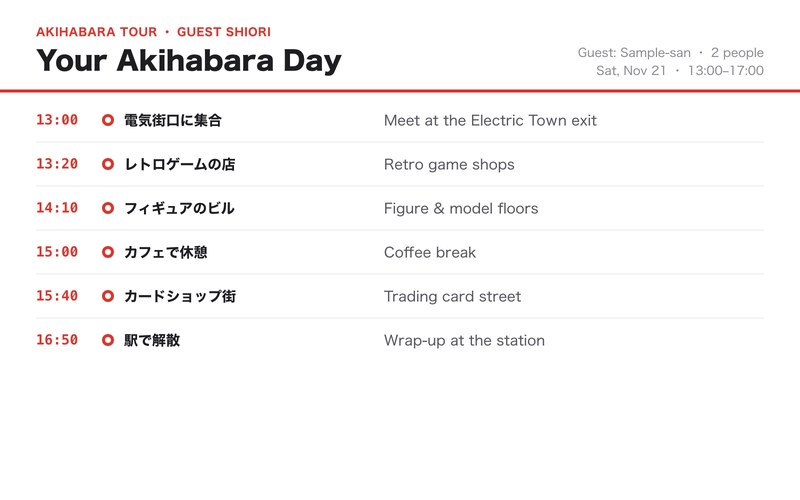 AKIHABARA TOUR・GUEST SHIORI
Your Akihabara Day
Guest: Sample-san ・ 2 people
Sat, Nov 21 ・ 13:00–17:00
13:00 電気街口に集合 Meet at the Electric Town exit
13:20 レトロゲームの店 Retro game shops
14:10 フィギュアのビル Figure & model floors
15:00 カフェで休憩 Coffee break
15:40 カードショップ街 Trading card street
16:50 駅で解散 Wrap-up at the station